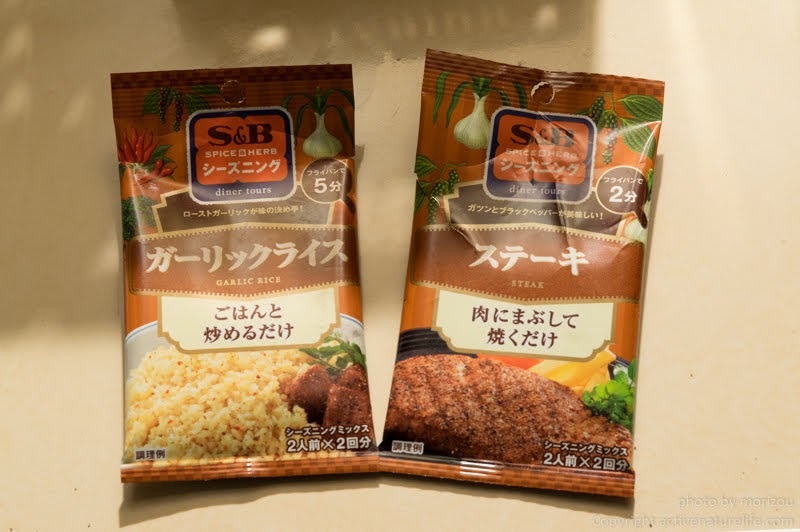 S&B
SPICE&HERB
シーズニング
diner tours
フライパンで
5分
ローストガーリックが味の決め手!
ガーリックライス
GARLIC RICE
ごはんと
炒めるだけ
シーズニングミックス
2人前×2回分
調理例
S&B
SPICE&HERB
シーズニング
diner tours
フライパンで
2分
ガツンとブラックペッパーが美味しい!
ステーキ
STEAK
肉にまぶして
焼くだけ
シーズニングミックス
2人前×2回分
調理例
photo by morizou
copyright activenaturelife.com